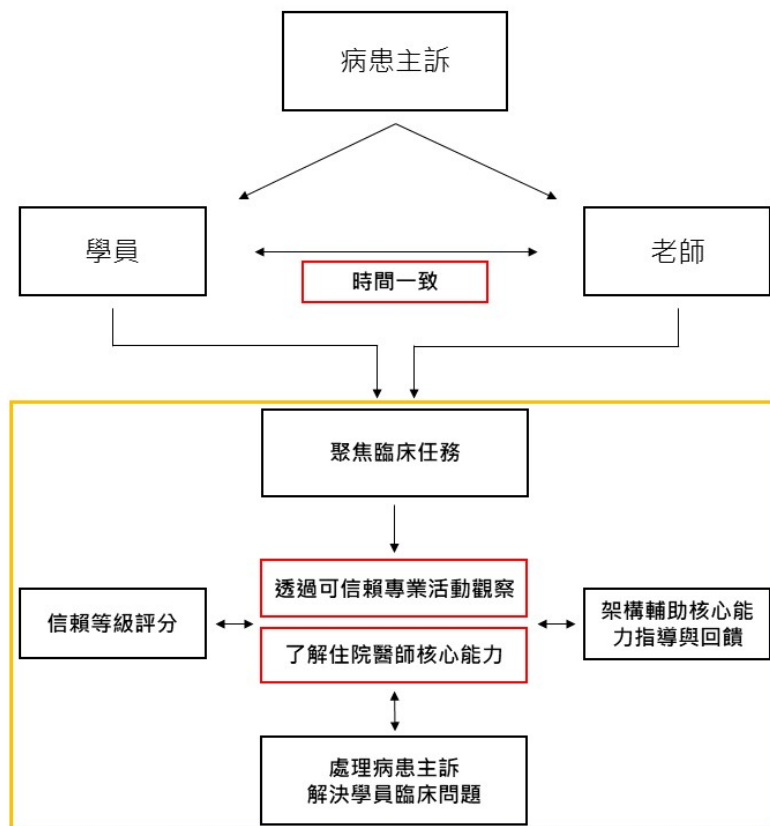 病患主訴
學員
老師
時間一致
聚焦臨床任務
透過可信賴專業活動觀察
信賴等級評分
架構輔助核心能
力指導與回饋
了解住院醫師核心能力
處理病患主訴
解決學員臨床問題